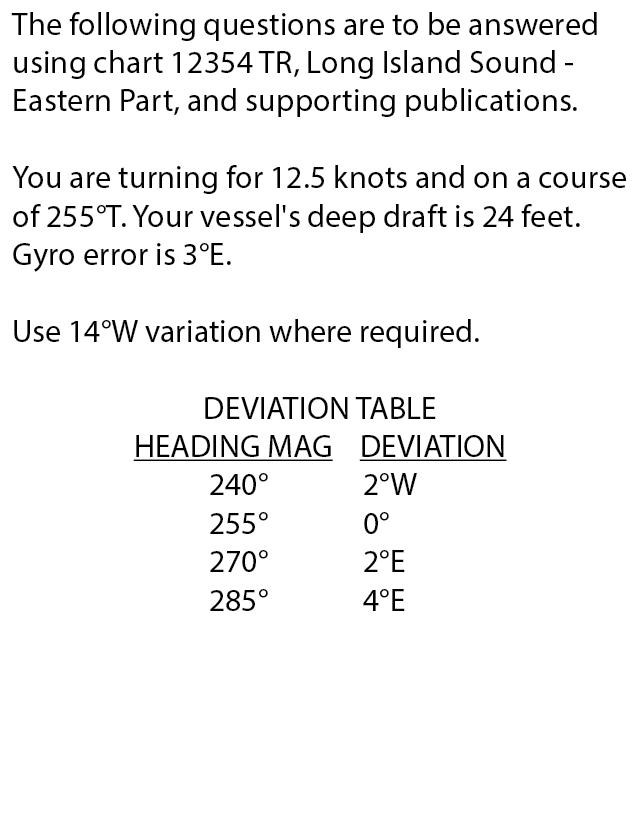 The following questions are to be answered
using chart 12354 TR, Long Island Sound -
Eastern Part, and supporting publications.
You are turning for 12.5 knots and on a course
of 255°T. Your vessel's deep draft is 24 feet.
Gyro error is 3°E.
Use 14°W variation where required.
DEVIATION TABLE
HEADING MAG DEVIATION
240° 2°W
255° 0°
270° 2°E
285° 4°E